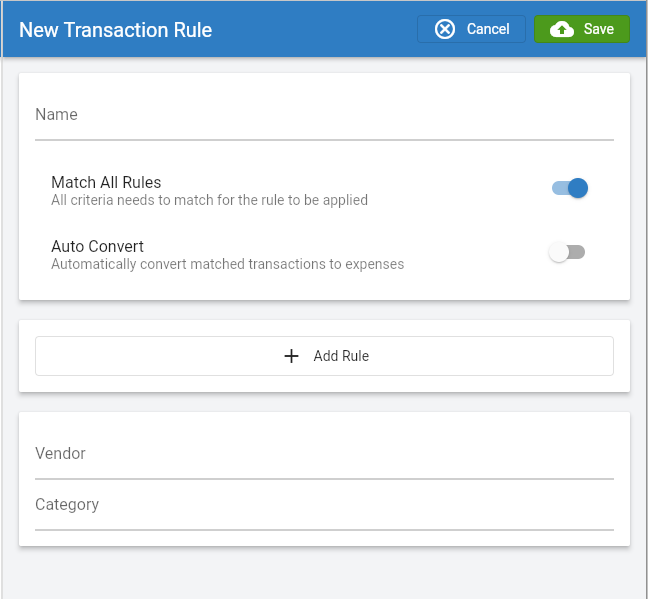 New Transaction Rule
Cancel
Save
Name
Match All Rules
All criteria needs to match for the rule to be applied
Auto Convert
Automatically convert matched transactions to expenses
Add Rule
Vendor
Category